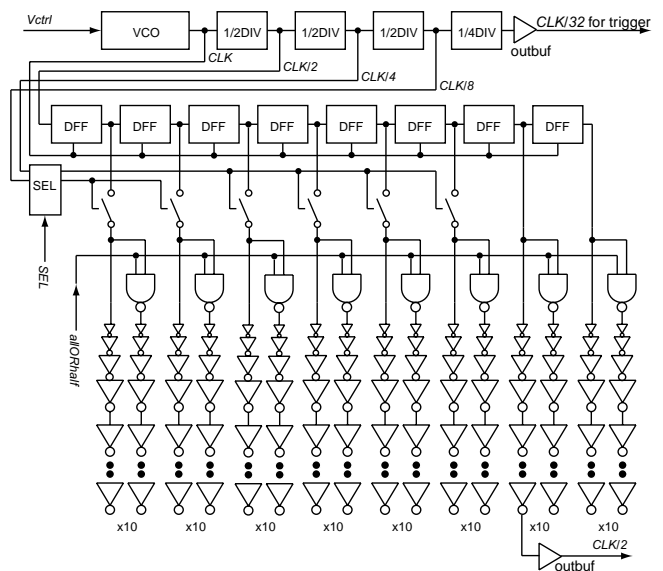 Vctrl
VCO
1/2DIV
1/2DIV
1/2DIV
1/4DIV
CLK/32 for trigger
outbuf
CLK
CLK/2
CLK/4
CLK/8
DFF
DFF
DFF
DFF
DFF
DFF
DFF
DFF
SEL
SEL
allORhalf
x10
x10
x10
x10
x10
x10
x10
x10
CLK/2
outbuf